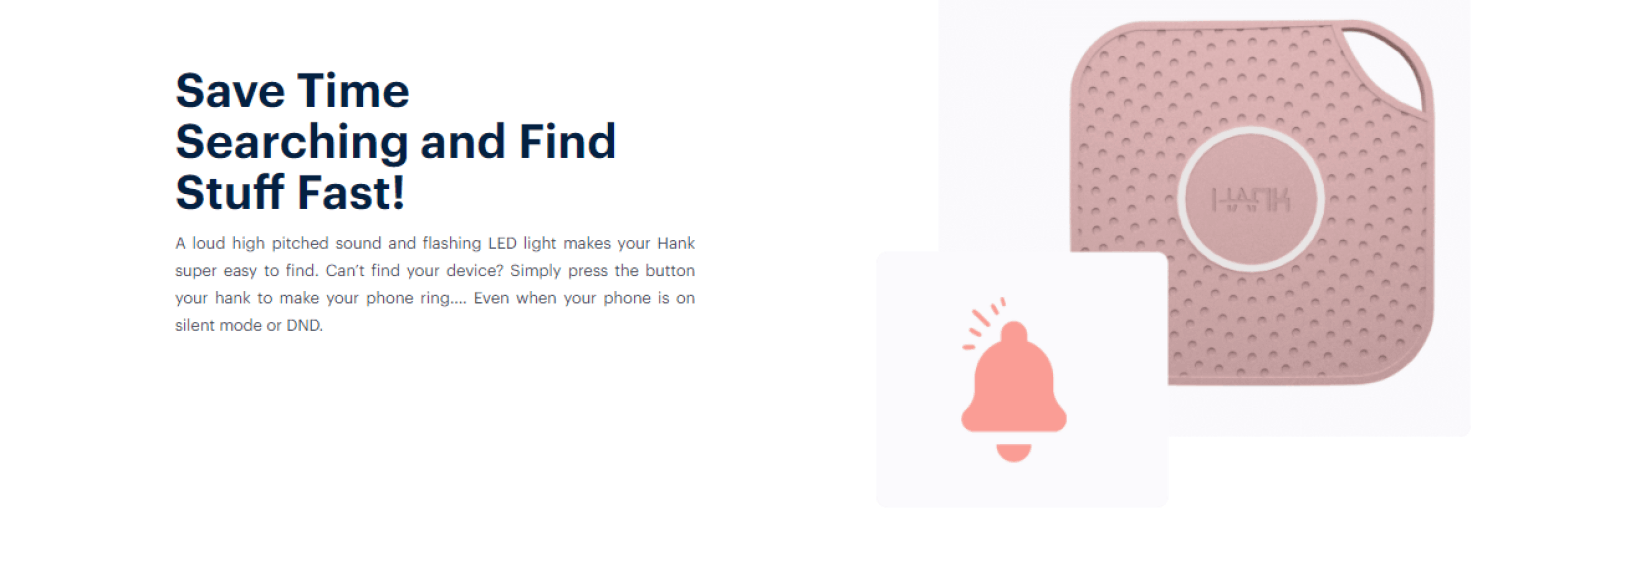 Save Time
Searching and Find
Stuff Fast!
A loud high pitched sound and flashing LED light makes your Hank
super easy to find. Can’t find your device? Simply press the button
your hank to make your phone ring.... Even when your phone is on
silent mode or DND.